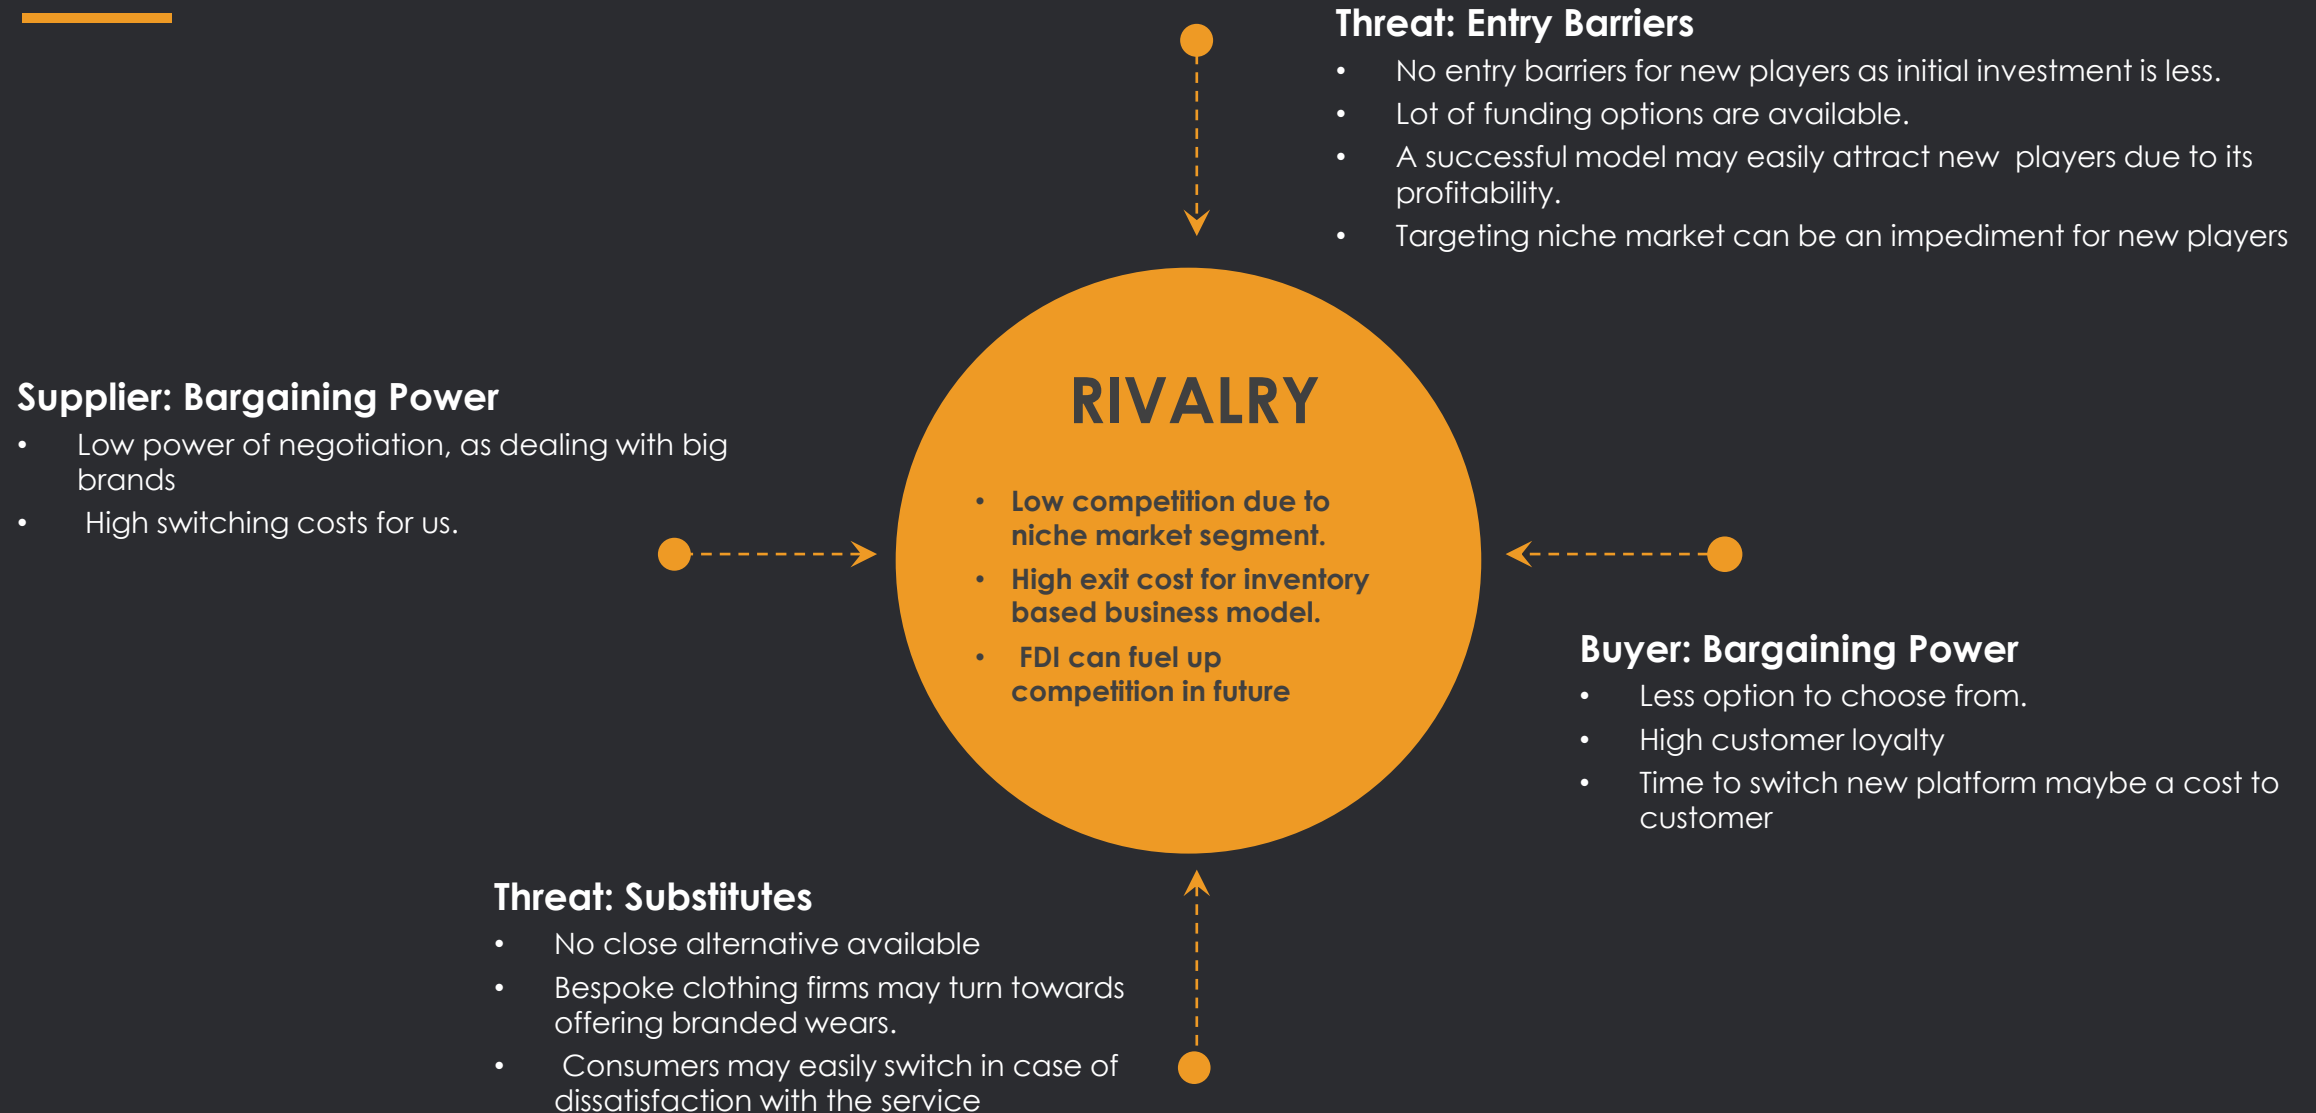 Threat: Entry Barriers
• No entry barriers for new players as initial investment is less.
• Lot of funding options are available.
• A successful model may easily attract new players due to its
profitability.
• Targeting niche market can be an impediment for new players
Supplier: Bargaining Power
• Low power of negotiation, as dealing with big
brands
• High switching costs for us.
RIVALRY
• Low competition due to
niche market segment.
• High exit cost for inventory
based business model.
• FDI can fuel up
competition in future
Buyer: Bargaining Power
• Less option to choose from.
• High customer loyalty
• Time to switch new platform maybe a cost to
customer
Threat: Substitutes
• No close alternative available
• Bespoke clothing firms may turn towards
offering branded wears.
• Consumers may easily switch in case of
dissatisfaction with the service